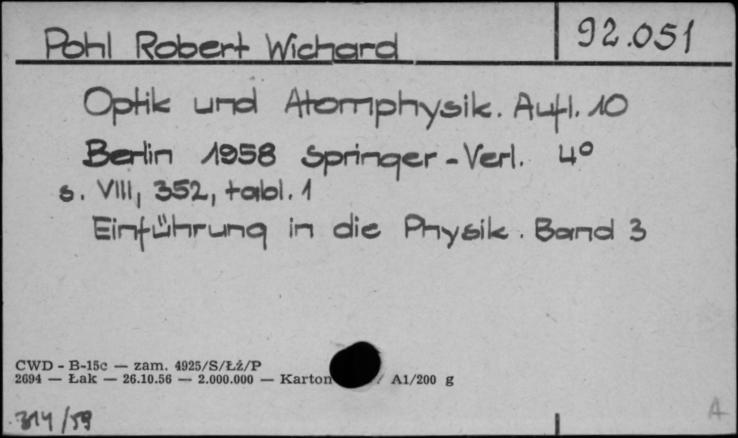 Pohl Robert Wichard 92.051
Optik und Atomphysik. Aufl. 10
Berlin 1958 Springer-Verl. 4°
s. VIII, 352, tabl. 1
Einführung in die Physik. Band 3
CWD - B-15c — zam. 4925/S/Łż/P
2694 — Łak — 26.10.56 — 2.000.000 — Karton A1/200 g
314/59 A